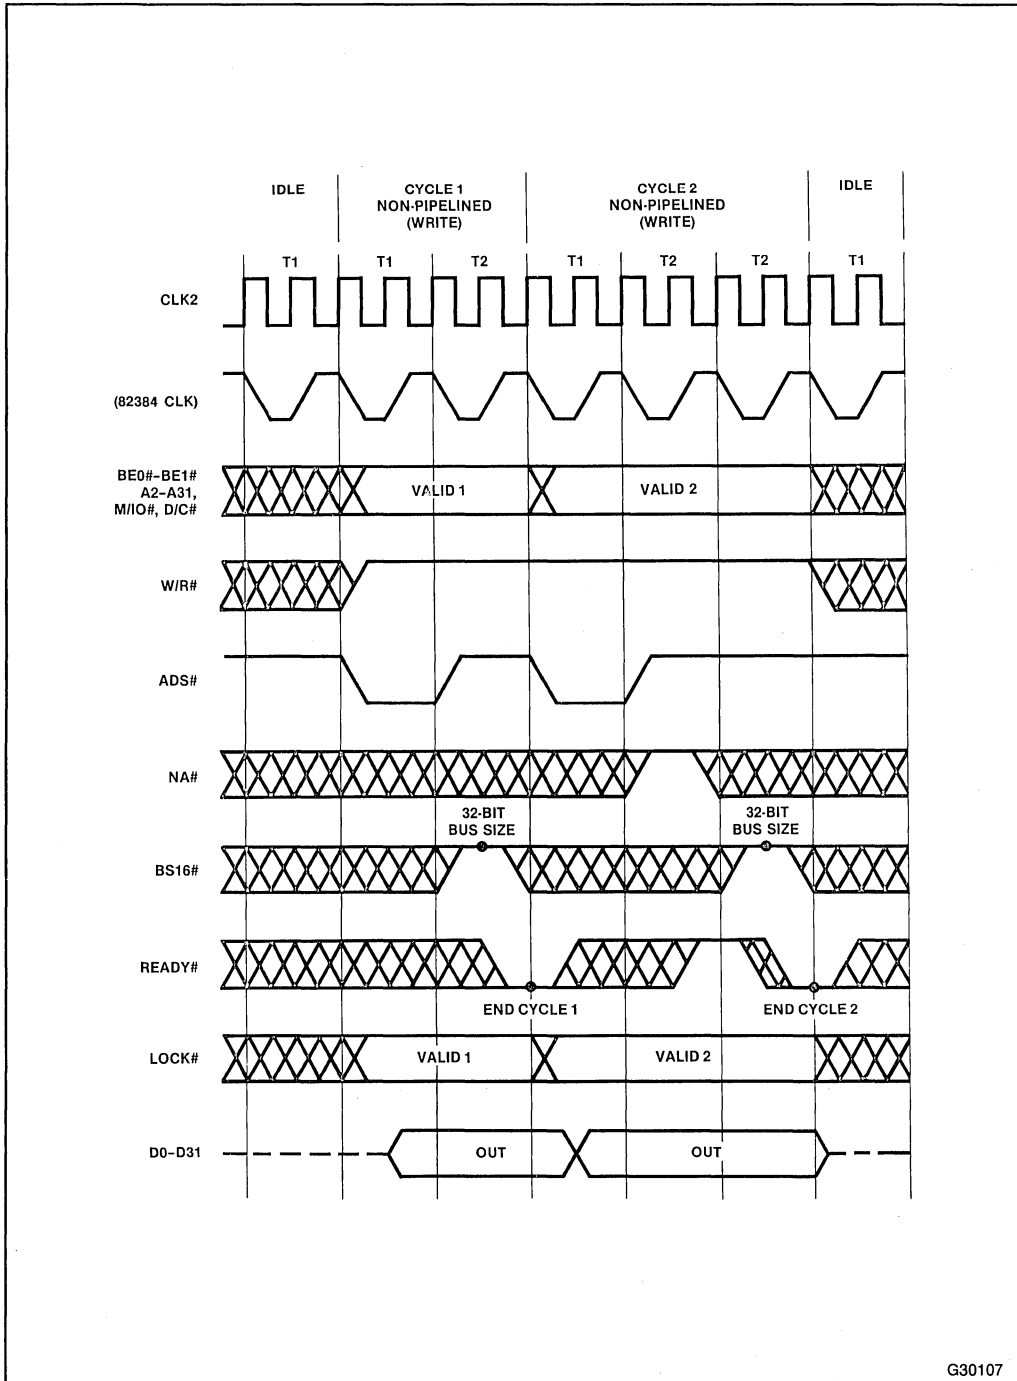 IDLE
CYCLE 1
NON-PIPELINED
(WRITE)
CYCLE 2
NON-PIPELINED
(WRITE)
IDLE
T1 T1 T2 T1 T2 T2 T1
CLK2
(82384 CLK)
BE0#-BE1#
A2-A31,
M/IO#, D/C#
VALID 1
VALID 2
W/R#
ADS#
NA#
32-BIT
BUS SIZE
32-BIT
BUS SIZE
BS16#
READY#
END CYCLE 1
END CYCLE 2
LOCK#
VALID 1
VALID 2
D0-D31
OUT
OUT
G30107